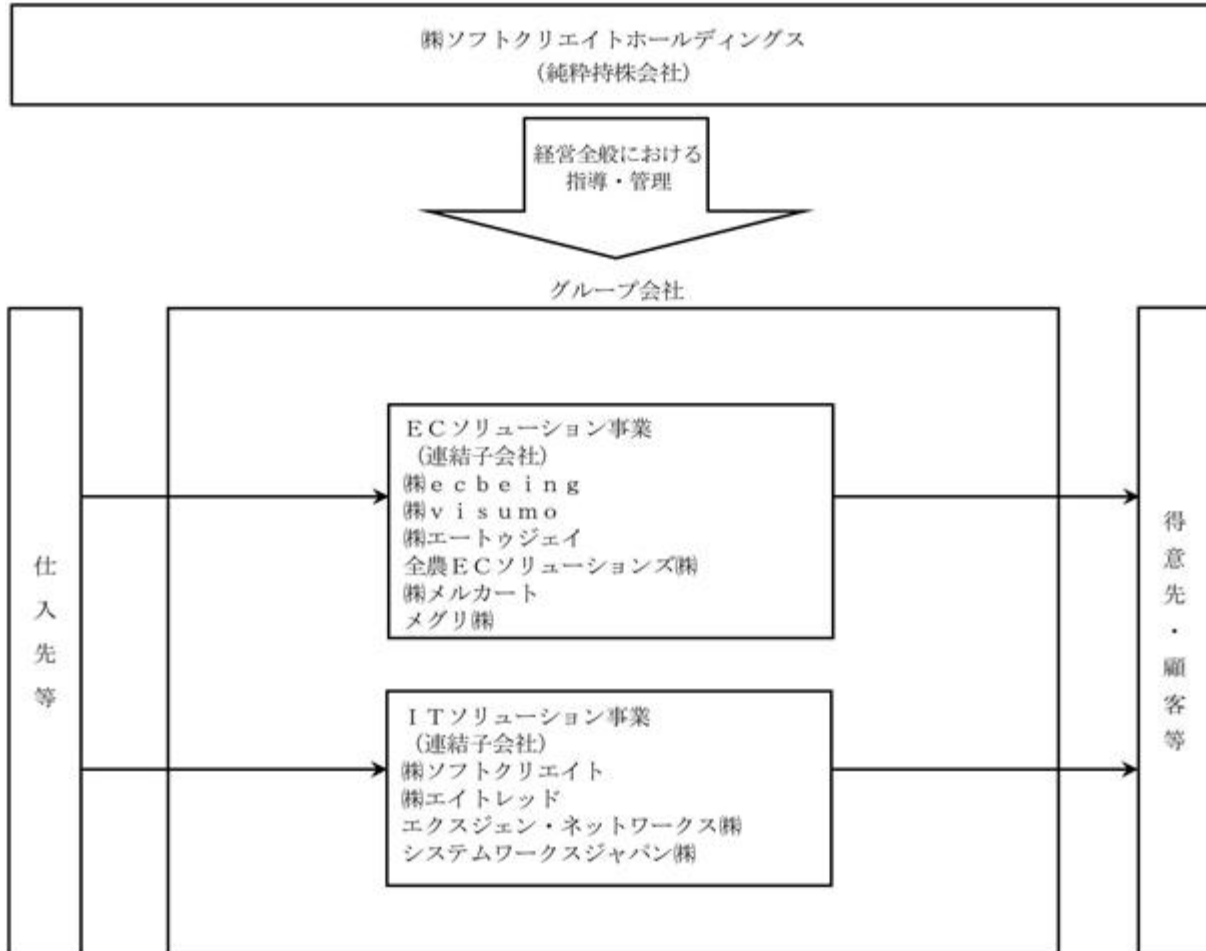 ㈱ソフトクリエイトホールディングス
(純粋持株会社)
経営全般における
指導・管理
グループ会社
仕入先等
ＥＣソリューション事業
(連結子会社)
㈱ｅｃｂｅｉｎｇ
㈱ｖｉｓｕｍｏ
㈱エートゥジェイ
全農ＥＣソリューションズ㈱
㈱メルカート
メグリ㈱
ＩＴソリューション事業
(連結子会社)
㈱ソフトクリエイト
㈱エイトレッド
エクスジェン・ネットワークス㈱
システムワークスジャパン㈱
得意先・顧客等